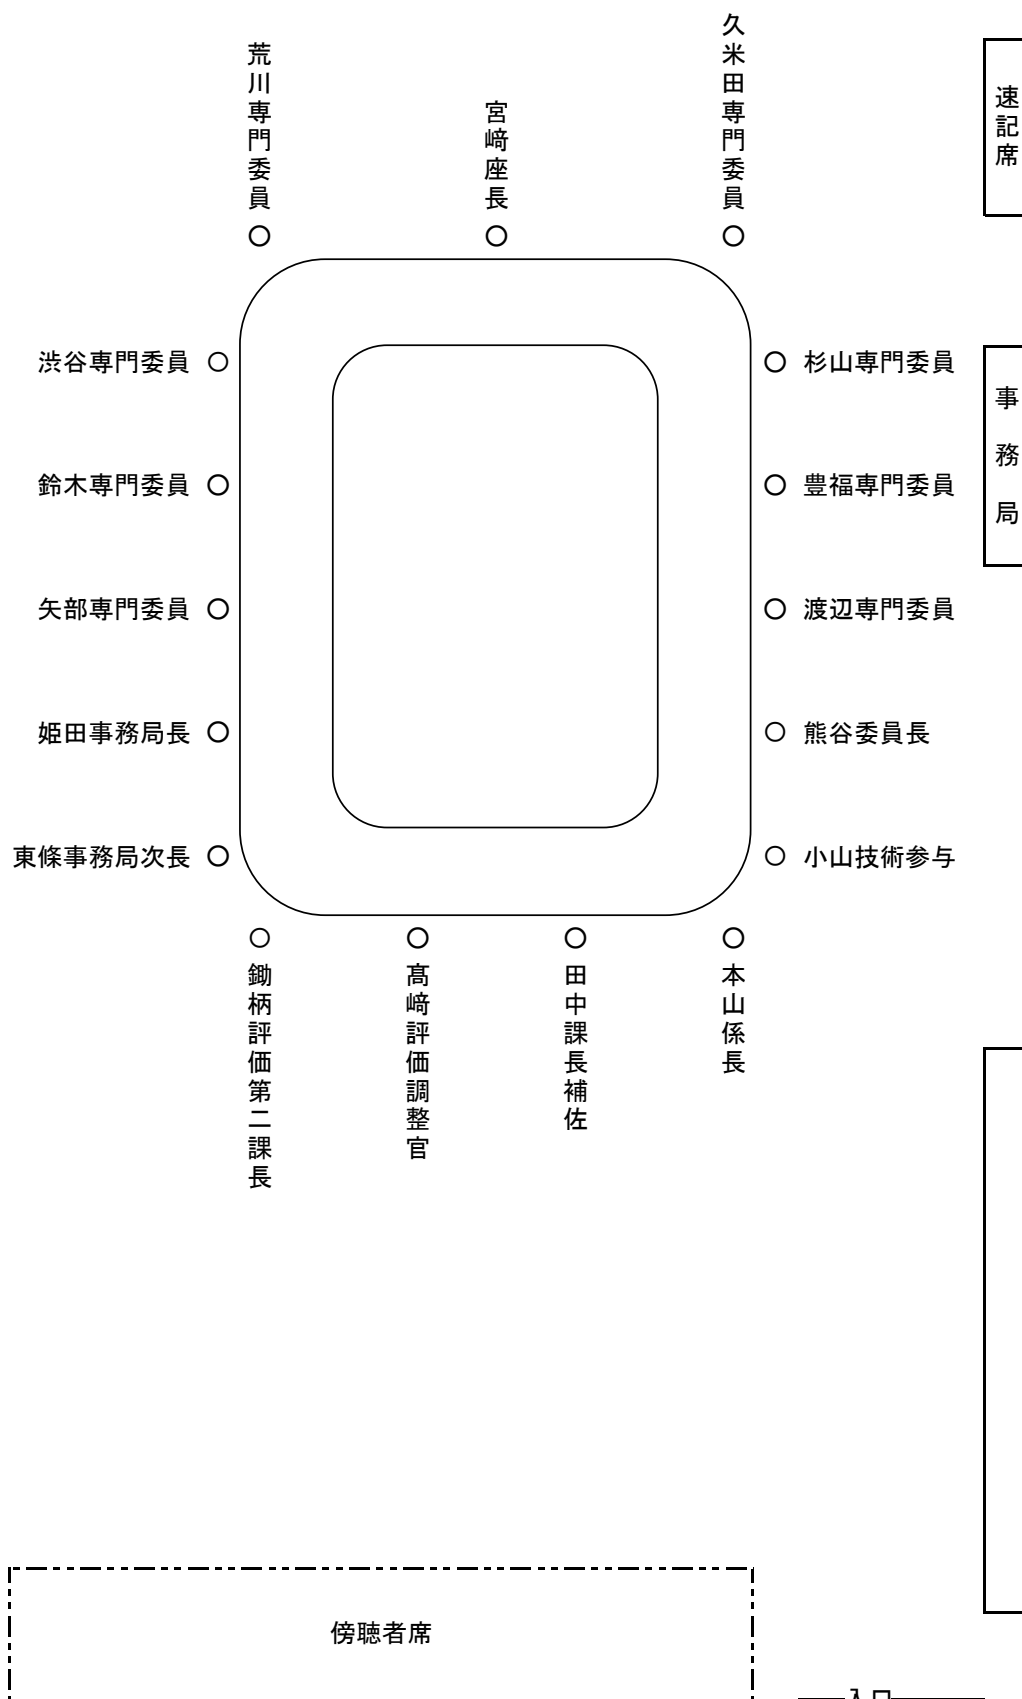 荒川専門委員
宮﨑座長
久米田専門委員
速記席
渋谷専門委員
杉山専門委員
事務局
鈴木専門委員
豊福専門委員
矢部専門委員
渡辺専門委員
姫田事務局長
熊谷委員長
東條事務局次長
小山技術参与
鋤柄評価第二課長
髙﨑評価調整官
田中課長補佐
本山係長
傍聴者席
入口